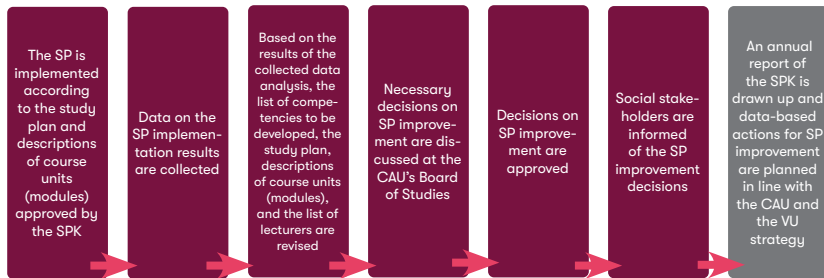 The SP is
implemented
according
to the study
plan and
descriptions
of course
units
(modules)
approved by
the SPK
Data on the
SP implemen-
tation results
are collected
Based on the
results of the
collected data
analysis, the
list of compe-
tencies to be
developed, the
study plan,
descriptions
of course units
(modules),
and the list of
lecturers are
revised
Necessary
decisions on
SP improve-
ment are dis-
cussed at the
CAU's Board
of Studies
Decisions on
SP improve-
ment are
approved
Social stake-
holders are
informed
of the SP
improvement
decisions
An annual
report of
the SPK is
drawn up and
data-based
actions for SP
improvement
are planned
in line with
the CAU and
the VU
strategy